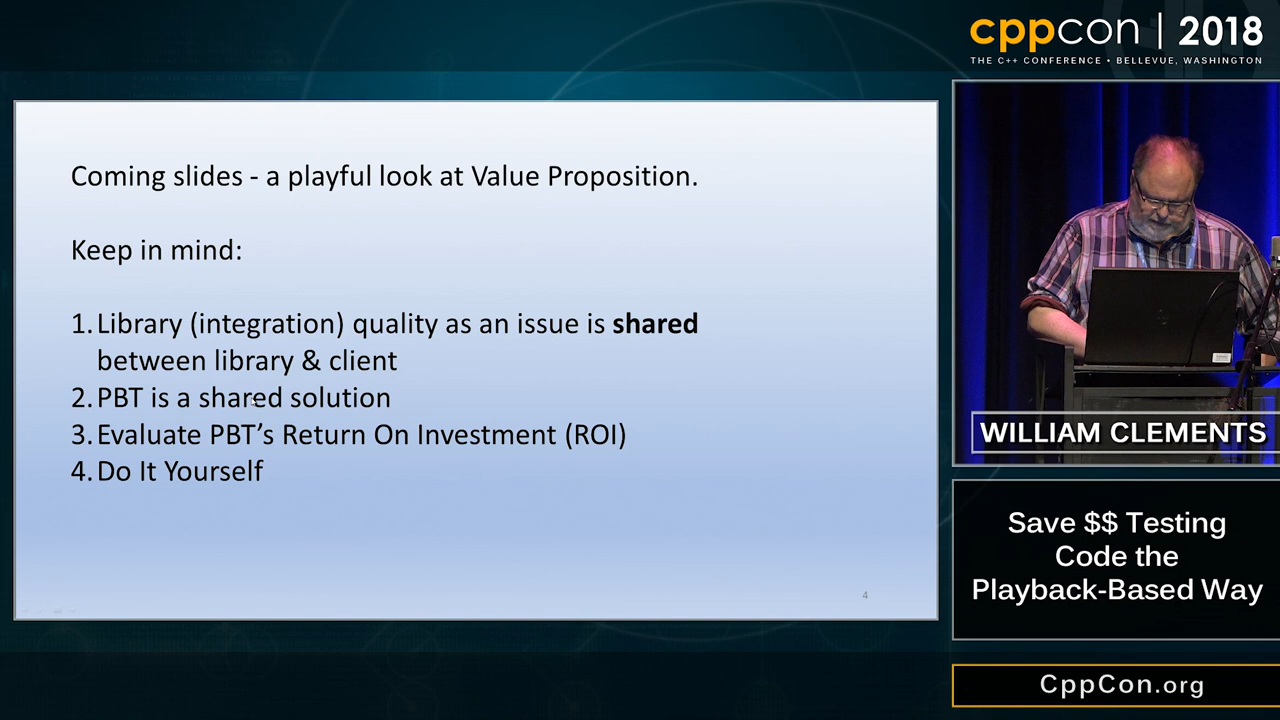 cppcon | 2018
THE C++ CONFERENCE • BELLEVUE, WASHINGTON
Coming slides - a playful look at Value Proposition.
Keep in mind:
1. Library (integration) quality as an issue is shared
between library & client
2. PBT is a shared solution
3. Evaluate PBT’s Return On Investment (ROI)
4. Do It Yourself
4
WILLIAM CLEMENTS
Save $$ Testing
Code the
Playback-Based Way
CppCon.org